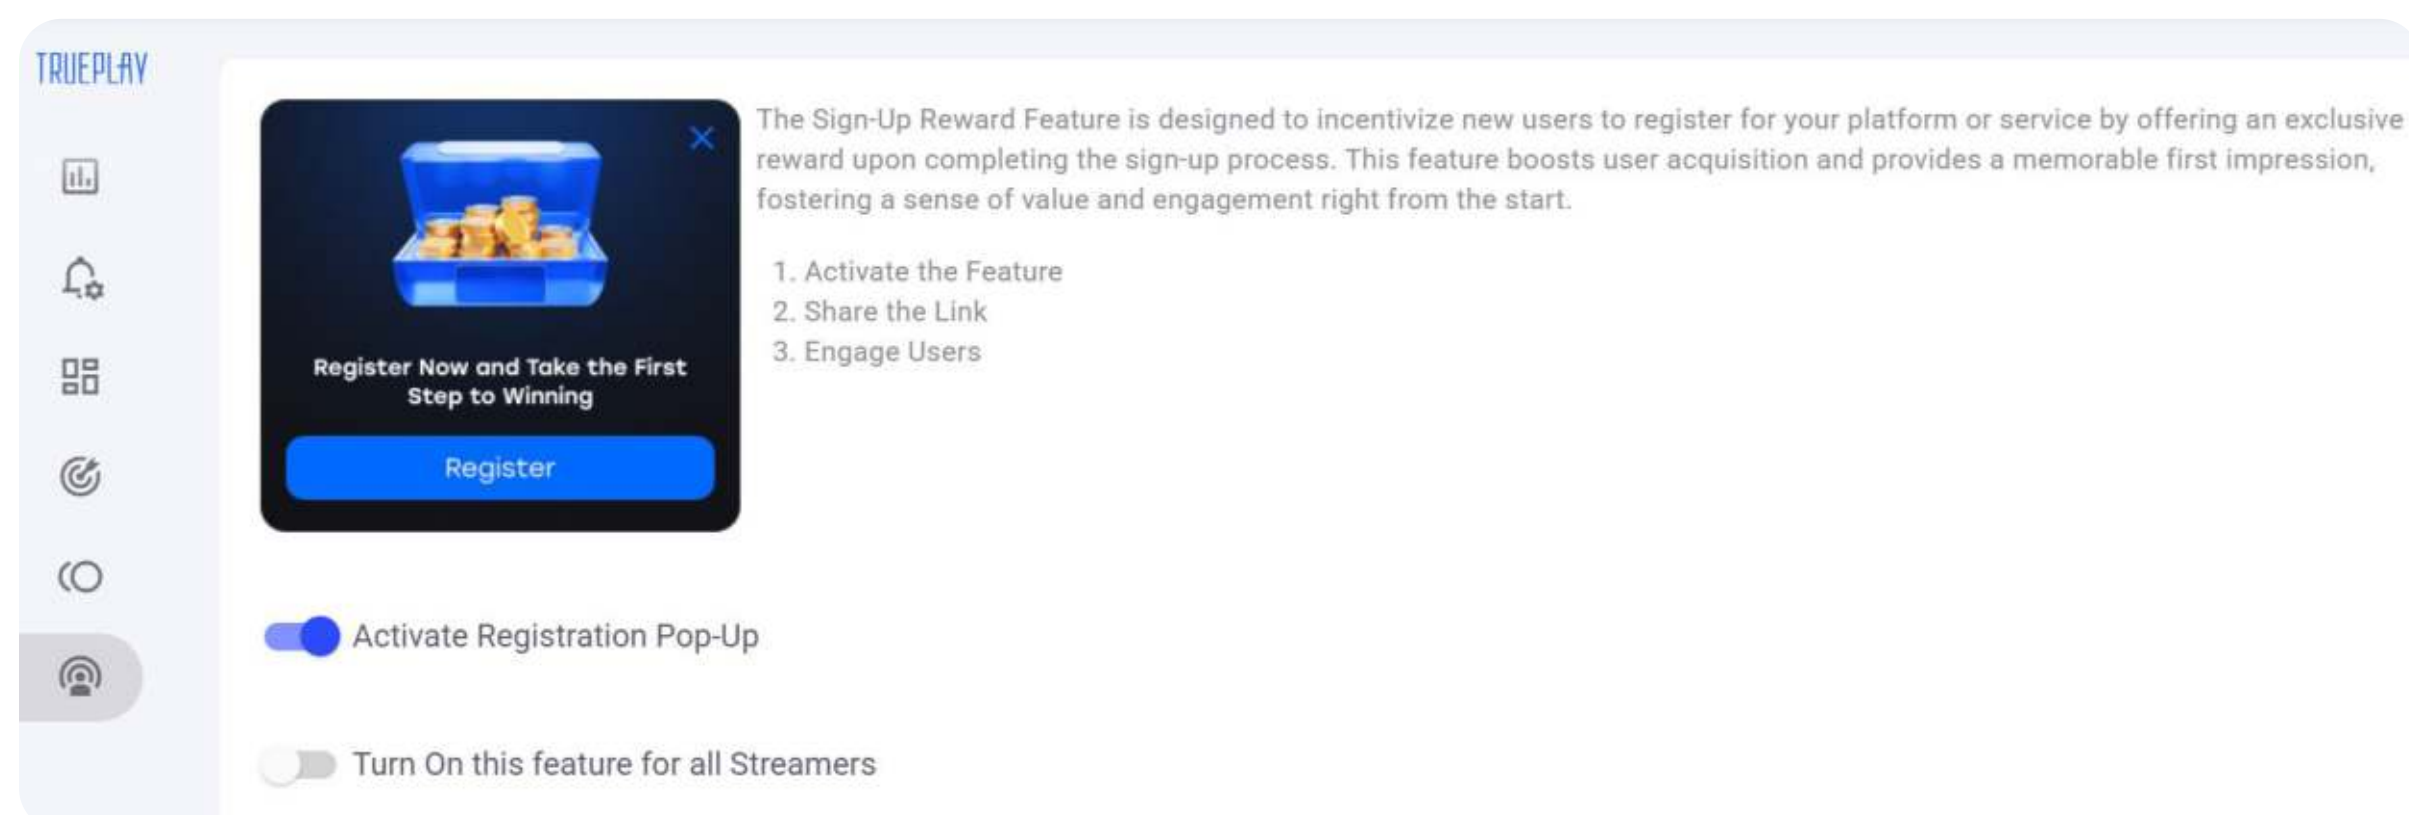 TRUEPLAY
The Sign-Up Reward Feature is designed to incentivize new users to register for your platform or service by offering an exclusive
reward upon completing the sign-up process. This feature boosts user acquisition and provides a memorable first impression,
fostering a sense of value and engagement right from the start.
1. Activate the Feature
2. Share the Link
3. Engage Users
Register Now and Take the First
Step to Winning
Register
Activate Registration Pop-Up
Turn On this feature for all Streamers